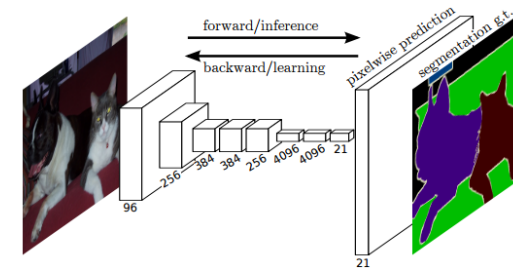 forward/inference
backward/learning
pixelwise prediction
segmentation g.t.
96
256
384
384
256
4096
4096
21
21